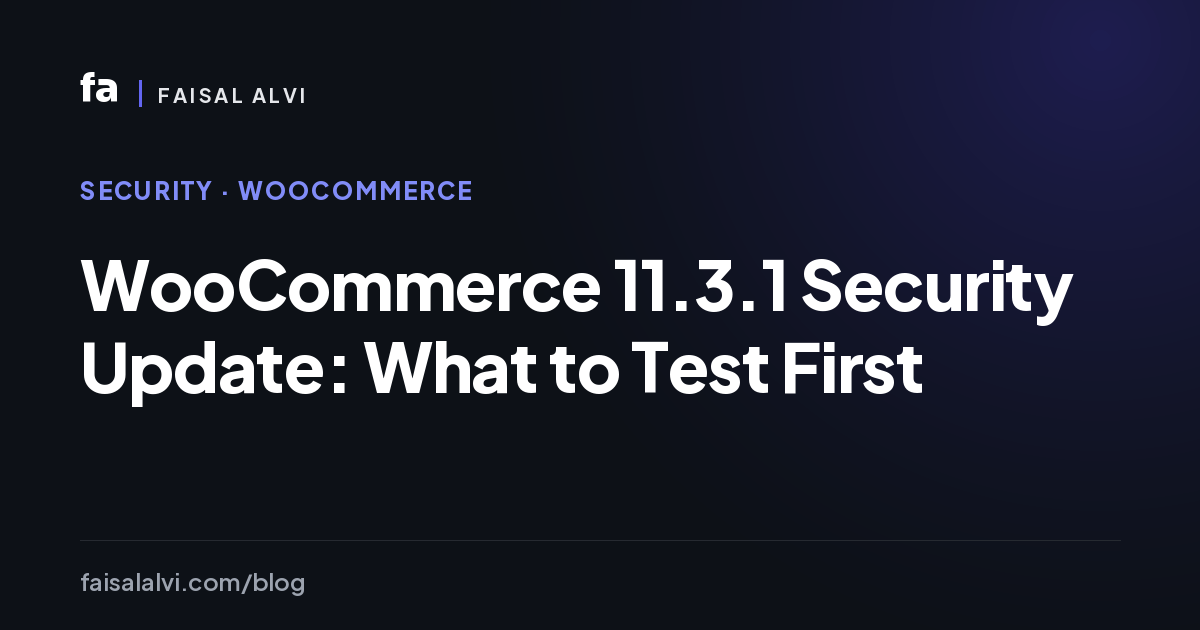 fa | FAISAL ALVI
SECURITY · WOOCOMMERCE
WooCommerce 11.3.1 Security
Update: What to Test First
faisalalvi.com/blog